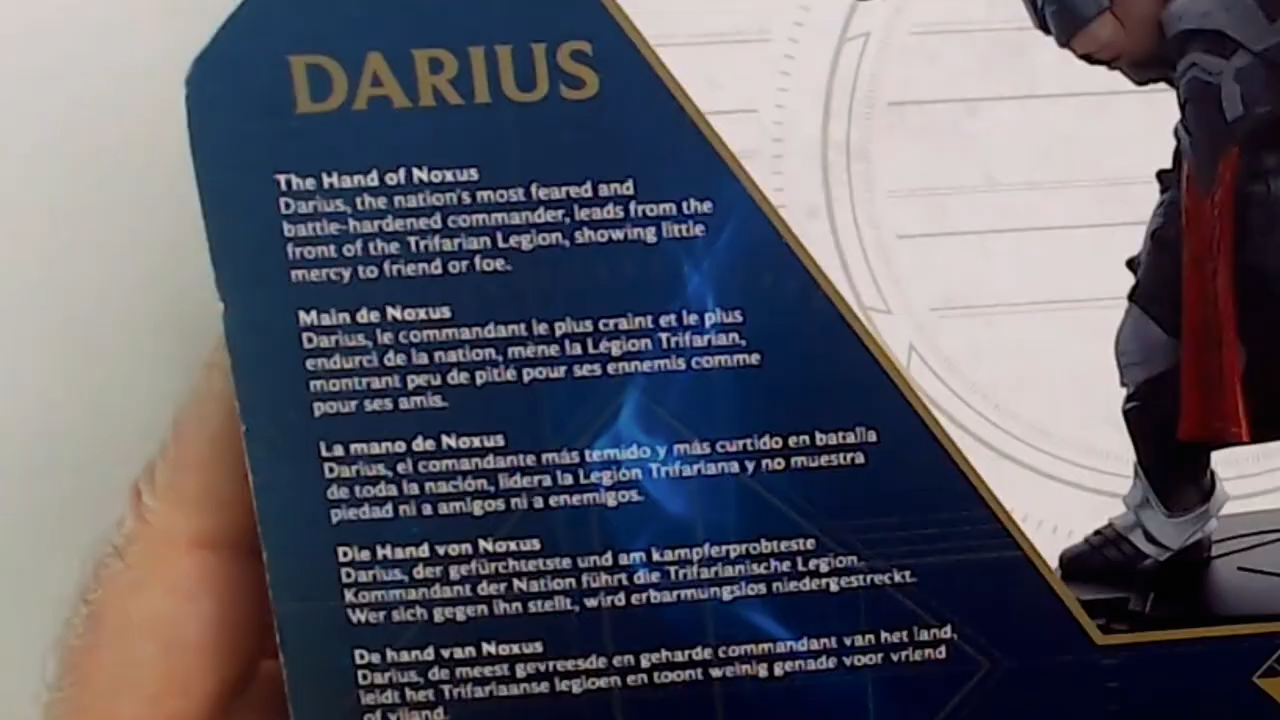 DARIUS
The Hand of Noxus
Darius, the nation's most feared and
battle-hardened commander, leads from the
front of the Trifarian Legion, showing little
mercy to friend or foe.
Main de Noxus
Darius, le commandant le plus craint et le plus
endurci de la nation, mène la Légion Trifarian,
montrant peu de pitié pour ses ennemis comme
pour ses amis.
La mano de Noxus
Darius, el comandante más temido y más curtido en batalla
de toda la nación, lidera la Legión Trifariana y no muestra
piedad ni a amigos ni a enemigos.
Die Hand von Noxus
Darius, der gefürchtetste und am kampferprobteste
Kommandant der Nation führt die Trifarianische Legion.
Wer sich gegen ihn stellt, wird erbarmungslos niedergestreckt.
De hand van Noxus
Darius, de meest gevreesde en geharde commandant van het land,
leidt het Trifariaanse legioen en toont weinig genade voor vriend
of vijand.